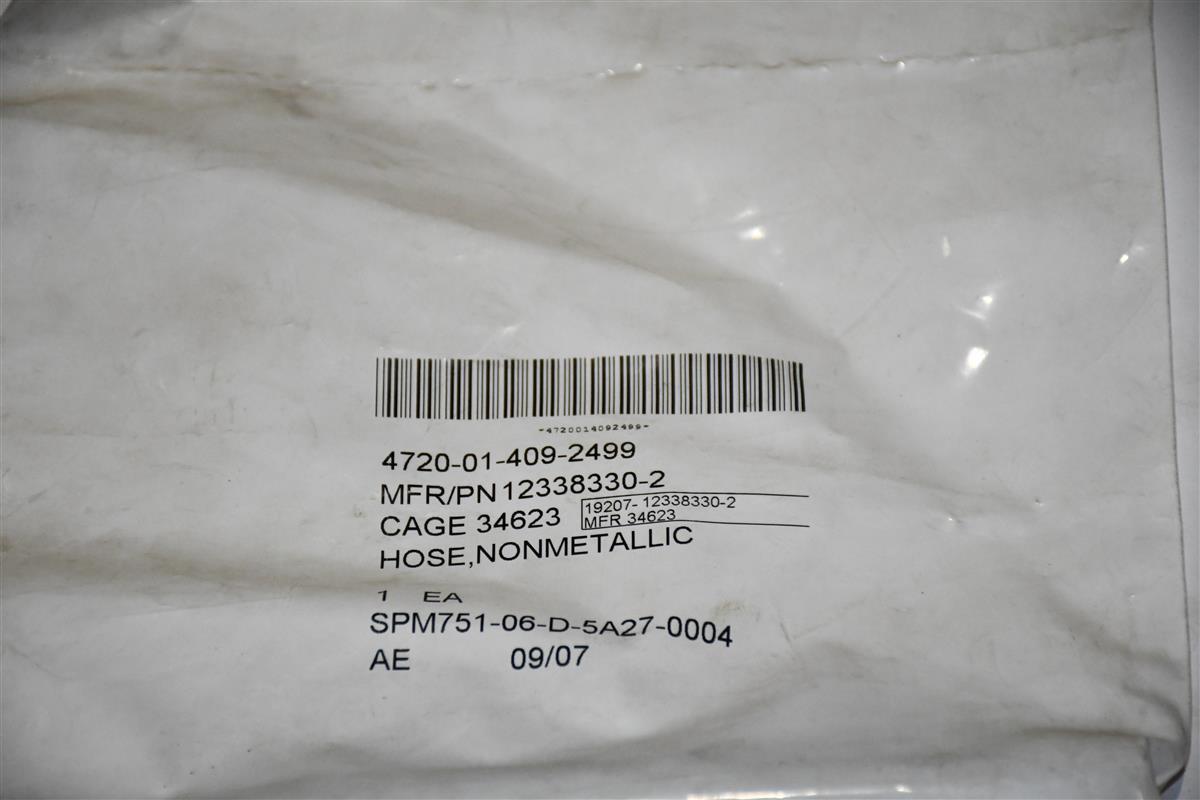 -4720014092499-
4720-01-409-2499
MFR/PN 12338330-2
CAGE 34623
19207- 12338330-2
MFR 34623
HOSE,NONMETALLIC
1 EA
SPM751-06-D-5A27-0004
AE 09/07